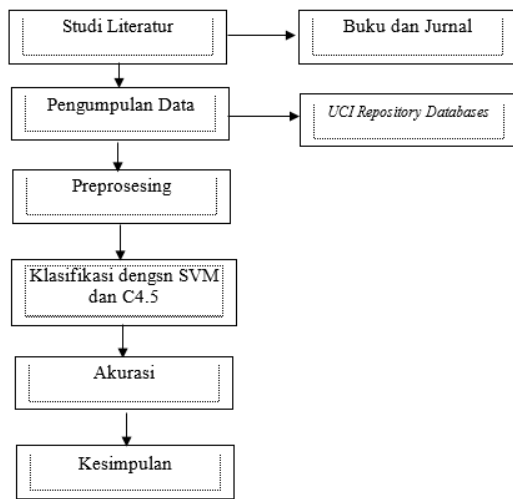 Studi Literatur
Buku dan Jurnal
Pengumpulan Data
UCI Repository Databases
Preprosesing
Klasifikasi dengsn SVM
dan C4.5
Akurasi
Kesimpulan